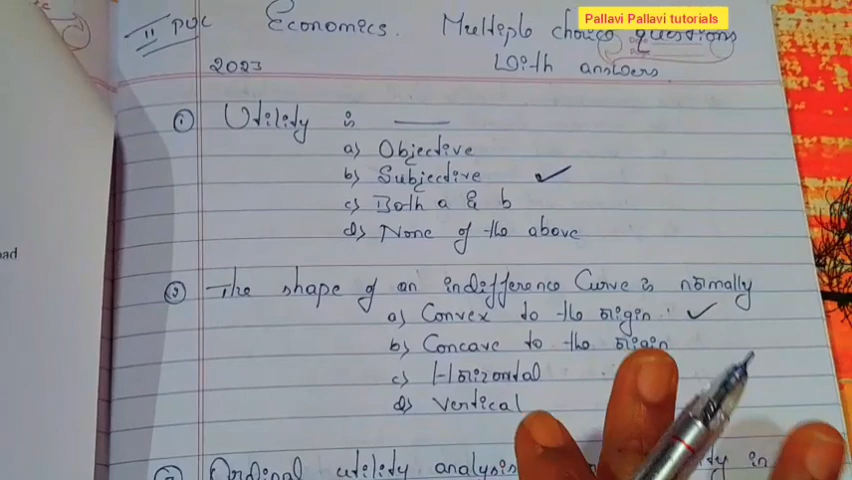 Pallavi Pallavi tutorials
II PUC Economics. Multiple choice questions
2023 With answers.
ad
① Utility is ———
a) Objective
b) Subjective ✓
c) Both a & b
d) None of the above
② The shape of an indifference Curve is normally
a) Convex to the origin. ✓
b) Concave to the origin
c) Horizontal
d) Vertical
Ordinal utility analysis in